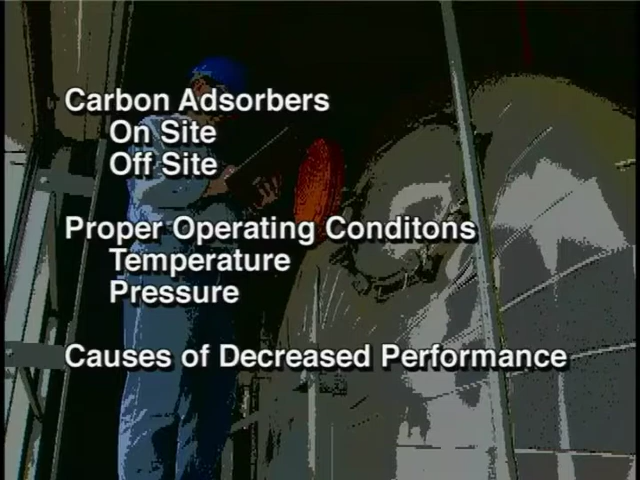 Carbon Adsorbers
On Site
Off Site
Proper Operating Conditons
Temperature
Pressure
Causes of Decreased Performance